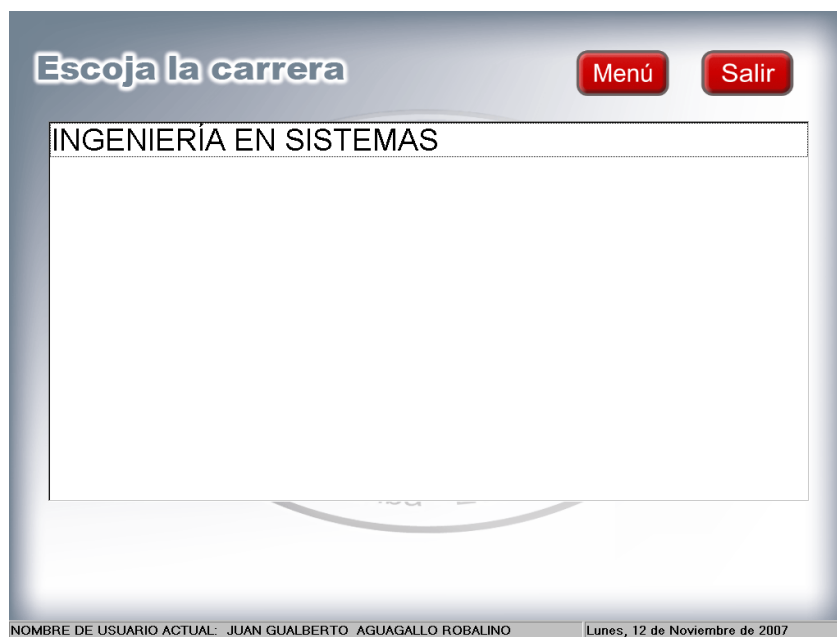 Escoja la carrera
Menú
Salir
INGENIERÍA EN SISTEMAS
NOMBRE DE USUARIO ACTUAL: JUAN GUALBERTO AGUAGALLO ROBALINO
Lunes, 12 de Noviembre de 2007